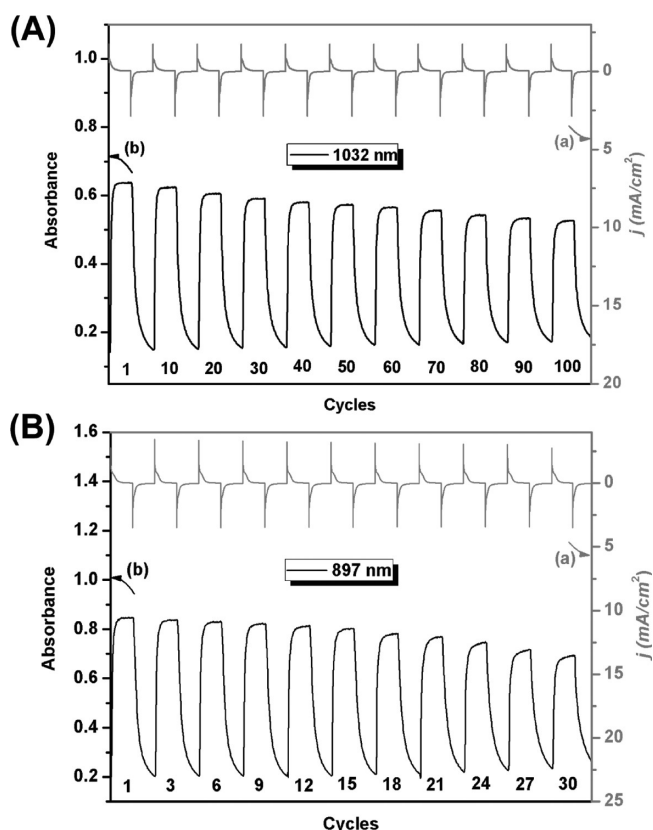 (A)
1.0
0.8
0.6
0.4
0.2
Absorbance
(b)
1032 nm
(a)
0
5
10
15
20
j (mA/cm²)
1 10 20 30 40 50 60 70 80 90 100
Cycles
(B)
1.6
1.4
1.2
1.0
0.8
0.6
0.4
0.2
Absorbance
(b)
897 nm
(a)
0
5
10
15
20
25
j (mA/cm²)
1 3 6 9 12 15 18 21 24 27 30
Cycles